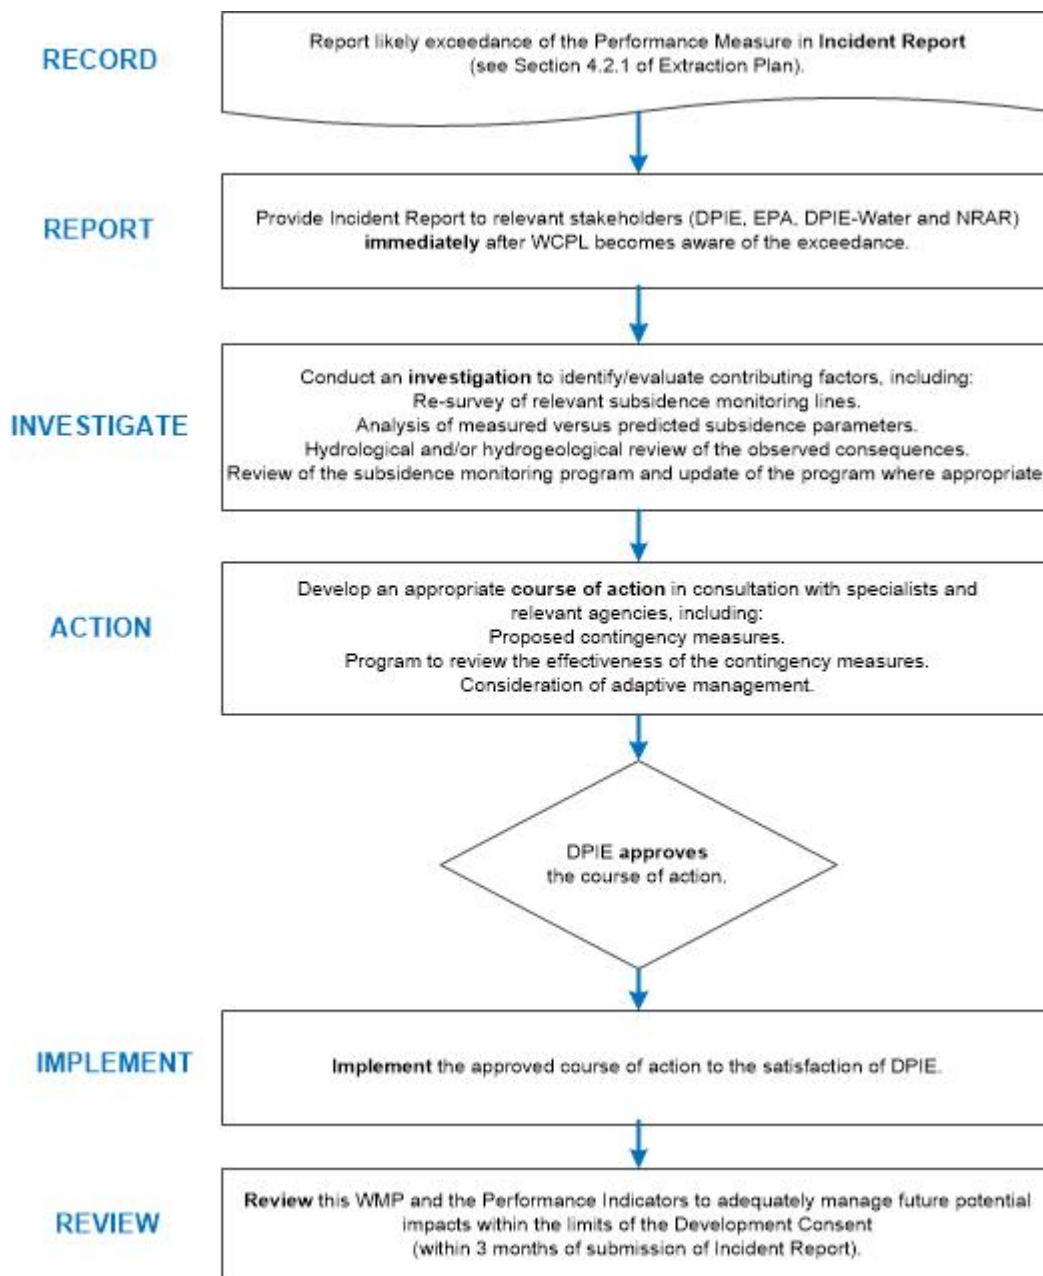 RECORD
Report likely exceedance of the Performance Measure in Incident Report
(see Section 4.2.1 of Extraction Plan).
REPORT
Provide Incident Report to relevant stakeholders (DPIE, EPA, DPIE-Water and NRAR)
immediately after WCPL becomes aware of the exceedance.
INVESTIGATE
Conduct an investigation to identify/evaluate contributing factors, including:
Re-survey of relevant subsidence monitoring lines.
Analysis of measured versus predicted subsidence parameters.
Hydrological and/or hydrogeological review of the observed consequences.
Review of the subsidence monitoring program and update of the program where appropriate
ACTION
Develop an appropriate course of action in consultation with specialists and
relevant agencies, including:
Proposed contingency measures.
Program to review the effectiveness of the contingency measures.
Consideration of adaptive management.
DPIE approves
the course of action.
IMPLEMENT
Implement the approved course of action to the satisfaction of DPIE.
REVIEW
Review this WMP and the Performance Indicators to adequately manage future potential
impacts within the limits of the Development Consent
(within 3 months of submission of Incident Report).